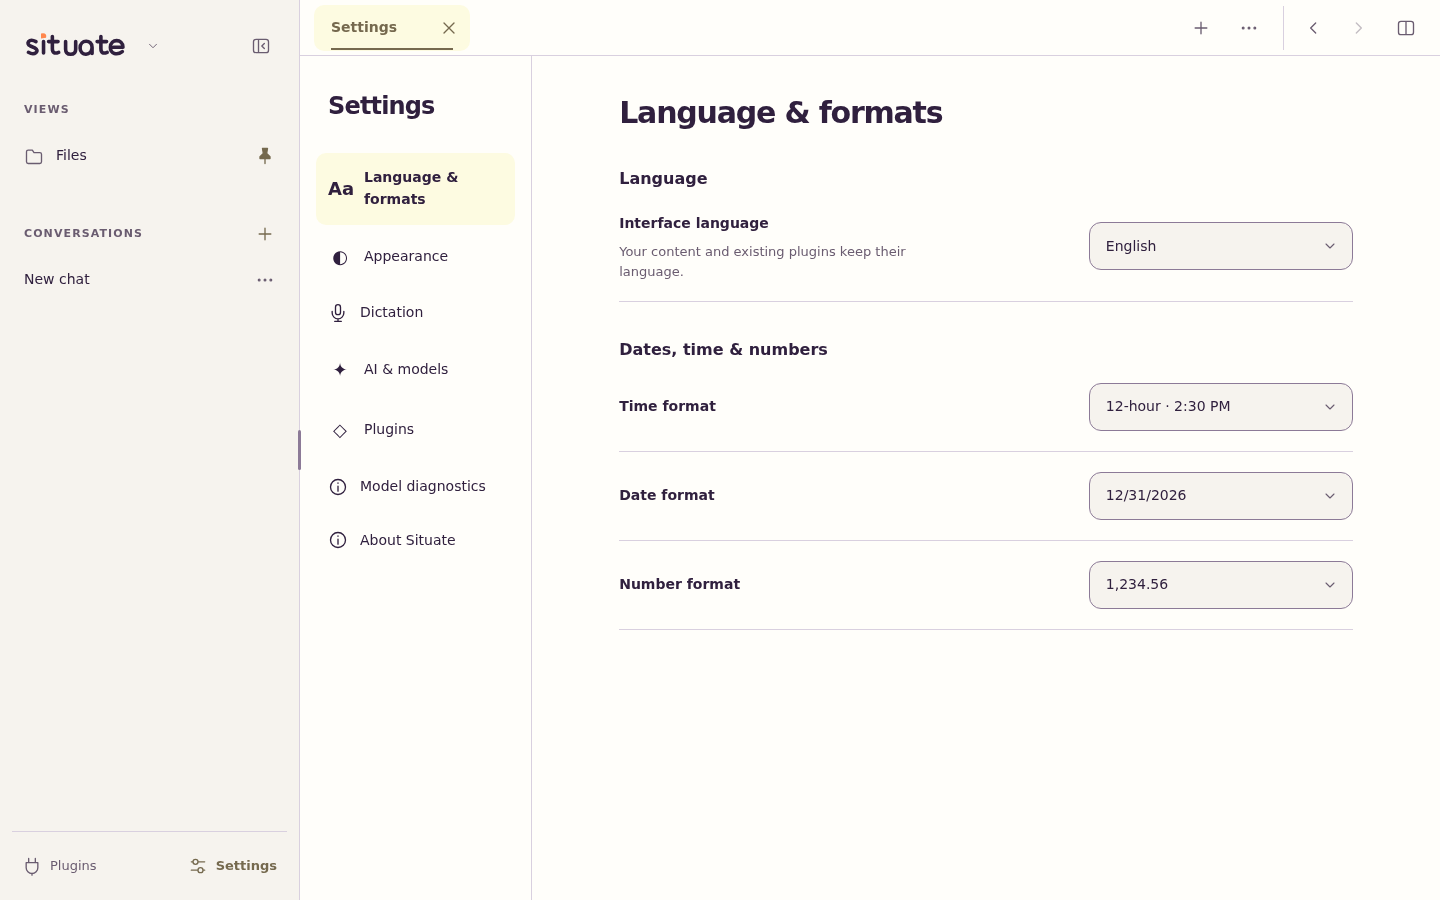 situate
VIEWS
Files
CONVERSATIONS
New chat
Plugins
Settings
Settings
Settings
Aa
Language &
formats
Appearance
Dictation
AI & models
Plugins
Model diagnostics
About Situate
Language & formats
Language
Interface language
Your content and existing plugins keep their
language.
English
Dates, time & numbers
Time format
12-hour · 2:30 PM
Date format
12/31/2026
Number format
1,234.56